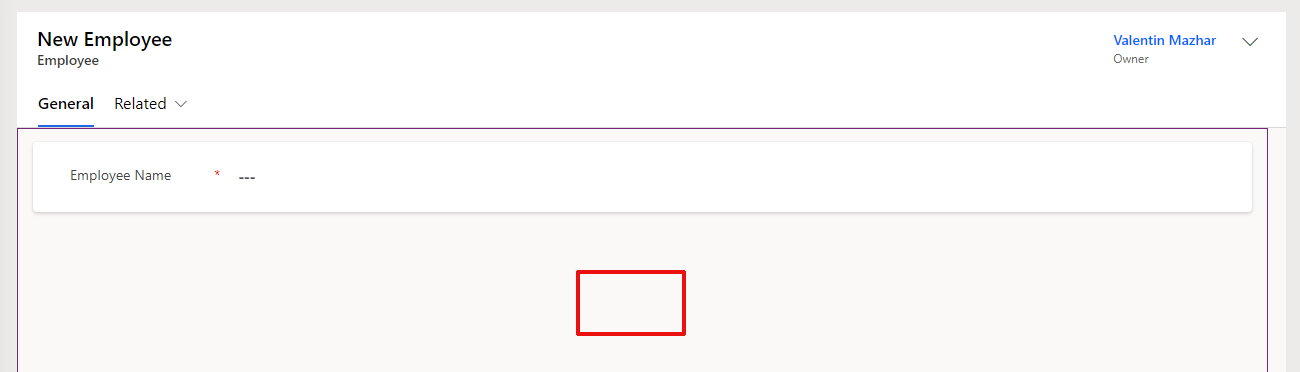 New Employee
Employee
Valentin Mazhar
Owner
General Related
Employee Name * ---